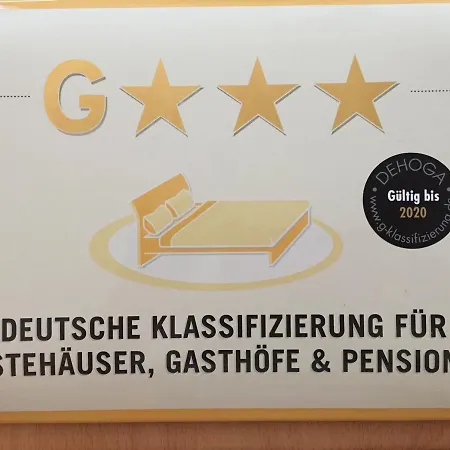 G★★★
DEHOGA
Gültig bis
2020
www.g-klassifizierung.de
DEUTSCHE KLASSIFIZIERUNG FÜR
STEHÄUSER, GASTHÖFE & PENSION